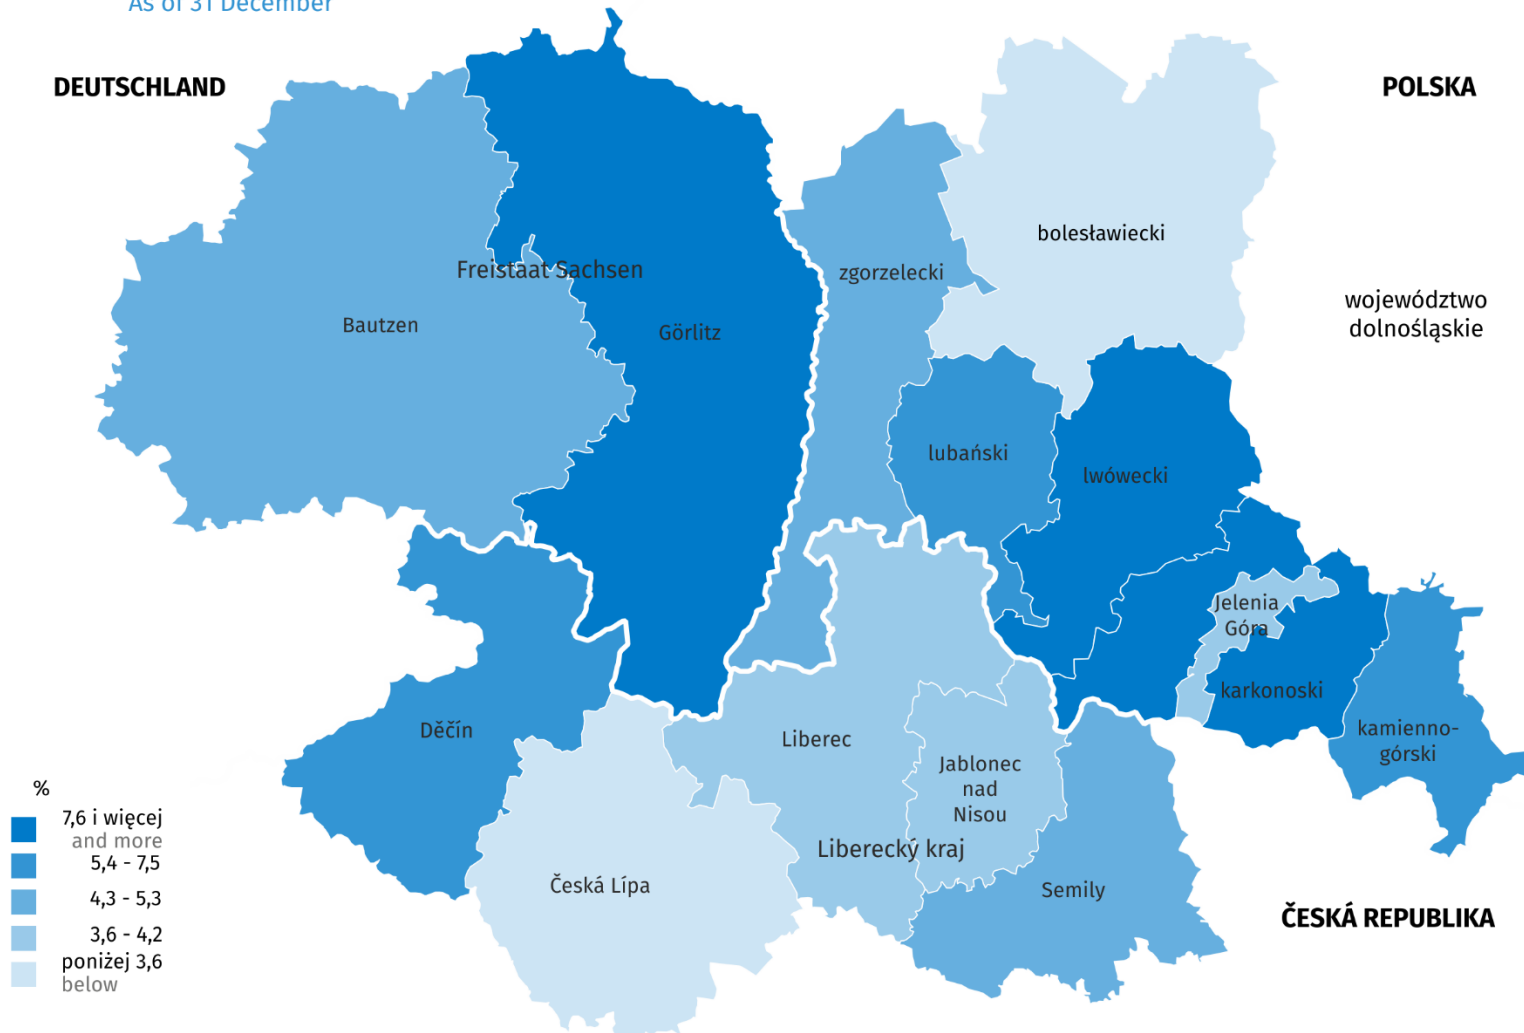 As of 31 December
DEUTSCHLAND
POLSKA
bolesławiecki
zgorzelecki
Freistaat Sachsen
województwo
dolnośląskie
Bautzen
Görlitz
lubański
lwówecki
Jelenia
Góra
karkonoski
kamienno-
górski
Děčín
Liberec
Jablonec
nad
Nisou
Liberecký kraj
Česká Lípa
Semily
ČESKÁ REPUBLIKA
%
7,6 i więcej
and more
5,4 - 7,5
4,3 - 5,3
3,6 - 4,2
poniżej 3,6
below